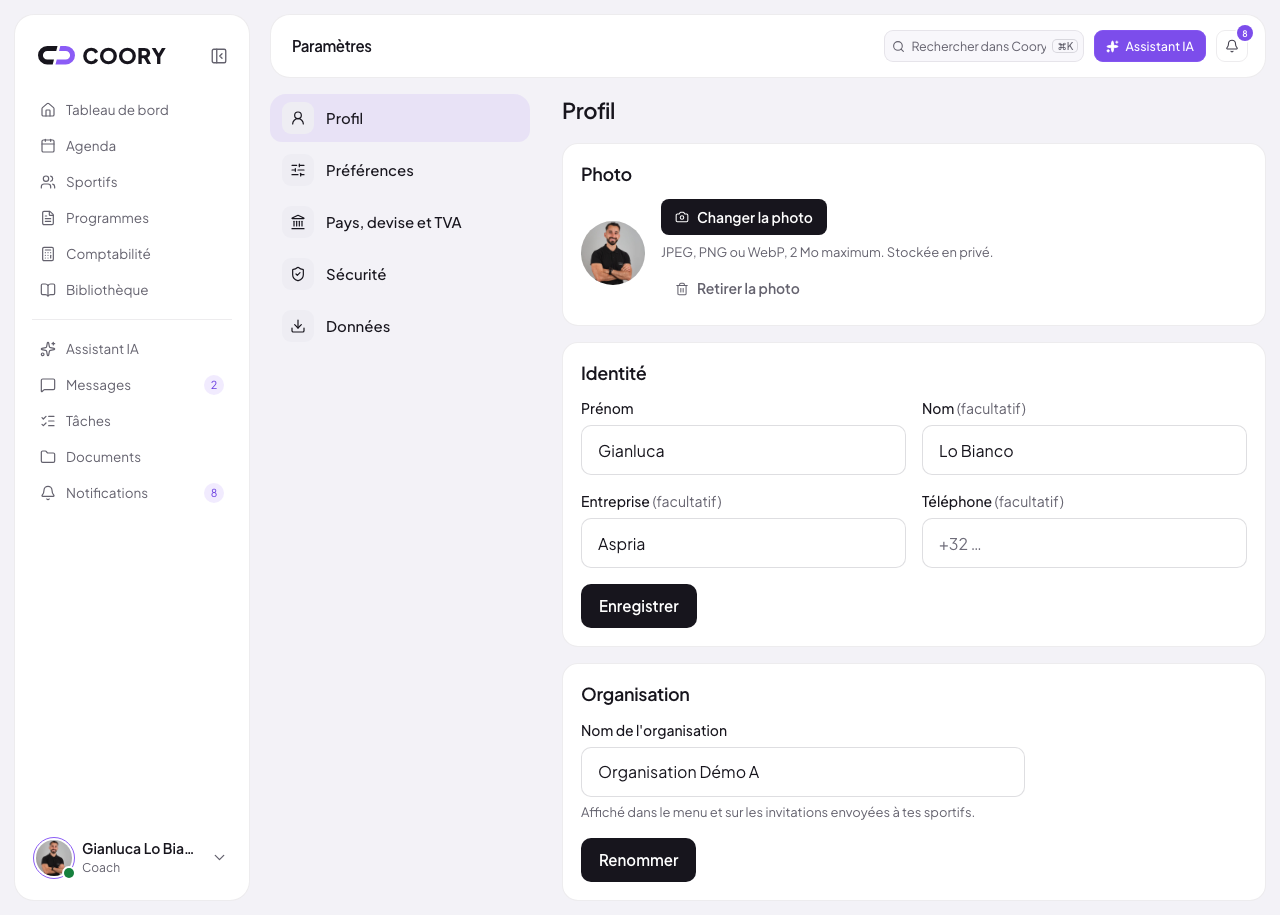 COORY
Tableau de bord
Agenda
Sportifs
Programmes
Comptabilité
Bibliothèque
Assistant IA
Messages 2
Tâches
Documents
Notifications 8
Gianluca Lo Bia...
Coach
Paramètres
Rechercher dans Coory ⌘K
Assistant IA
8
Profil
Préférences
Pays, devise et TVA
Sécurité
Données
Profil
Photo
Changer la photo
JPEG, PNG ou WebP, 2 Mo maximum. Stockée en privé.
Retirer la photo
Identité
Prénom
Nom (facultatif)
Gianluca
Lo Bianco
Entreprise (facultatif)
Téléphone (facultatif)
Aspria
+32 ...
Enregistrer
Organisation
Nom de l'organisation
Organisation Démo A
Affiché dans le menu et sur les invitations envoyées à tes sportifs.
Renommer